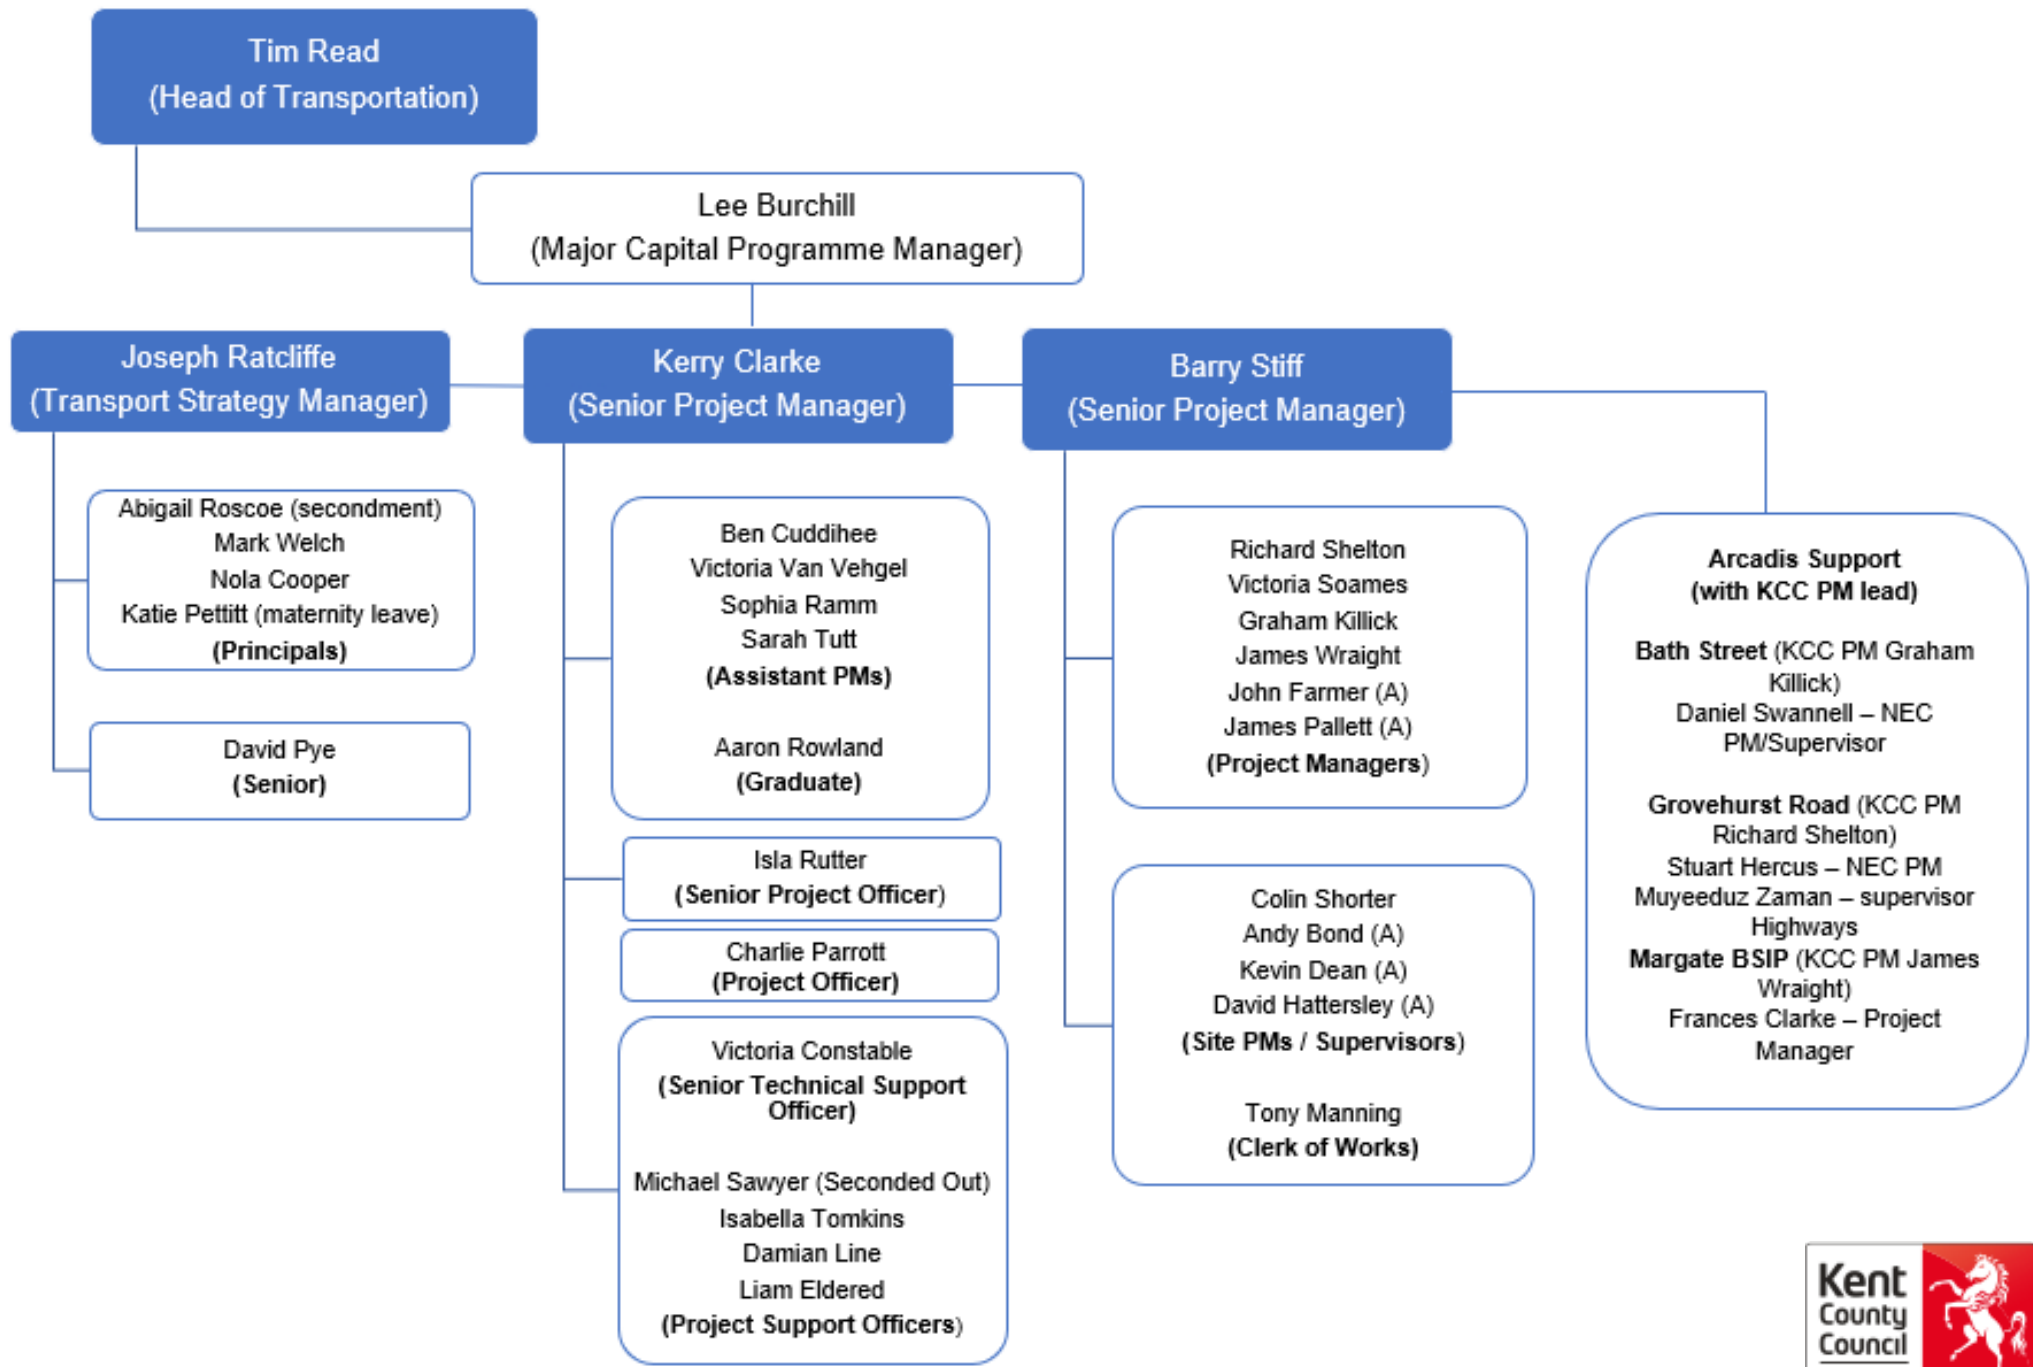 Tim Read
(Head of Transportation)
Lee Burchill
(Major Capital Programme Manager)
Joseph Ratcliffe
(Transport Strategy Manager)
Kerry Clarke
(Senior Project Manager)
Barry Stiff
(Senior Project Manager)
Abigail Roscoe (secondment)
Mark Welch
Nola Cooper
Katie Pettitt (maternity leave)
(Principals)
David Pye
(Senior)
Ben Cuddihee
Victoria Van Vehgel
Sophia Ramm
Sarah Tutt
(Assistant PMs)
Aaron Rowland
(Graduate)
Isla Rutter
(Senior Project Officer)
Charlie Parrott
(Project Officer)
Victoria Constable
(Senior Technical Support
Officer)
Michael Sawyer (Seconded Out)
Isabella Tomkins
Damian Line
Liam Eldered
(Project Support Officers)
Richard Shelton
Victoria Soames
Graham Killick
James Wraight
John Farmer (A)
James Pallett (A)
(Project Managers)
Colin Shorter
Andy Bond (A)
Kevin Dean (A)
David Hattersley (A)
(Site PMs / Supervisors)
Tony Manning
(Clerk of Works)
Arcadis Support
(with KCC PM lead)
Bath Street (KCC PM Graham
Killick)
Daniel Swannell – NEC
PM/Supervisor
Grovehurst Road (KCC PM
Richard Shelton)
Stuart Hercus – NEC PM
Muyeeduz Zaman – supervisor
Highways
Margate BSIP (KCC PM James
Wraight)
Frances Clarke – Project
Manager
Kent
County
Council